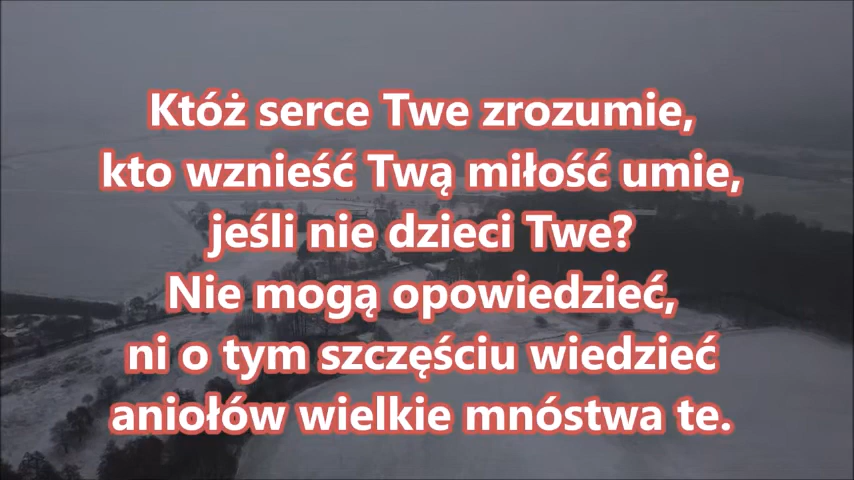 Któż serce Twe zrozumie,
kto wznieść Twą miłość umie,
jeśli nie dzieci Twe?
Nie mogą opowiedzieć,
ni o tym szczęściu wiedzieć
aniołów wielkie mnóstwa te.